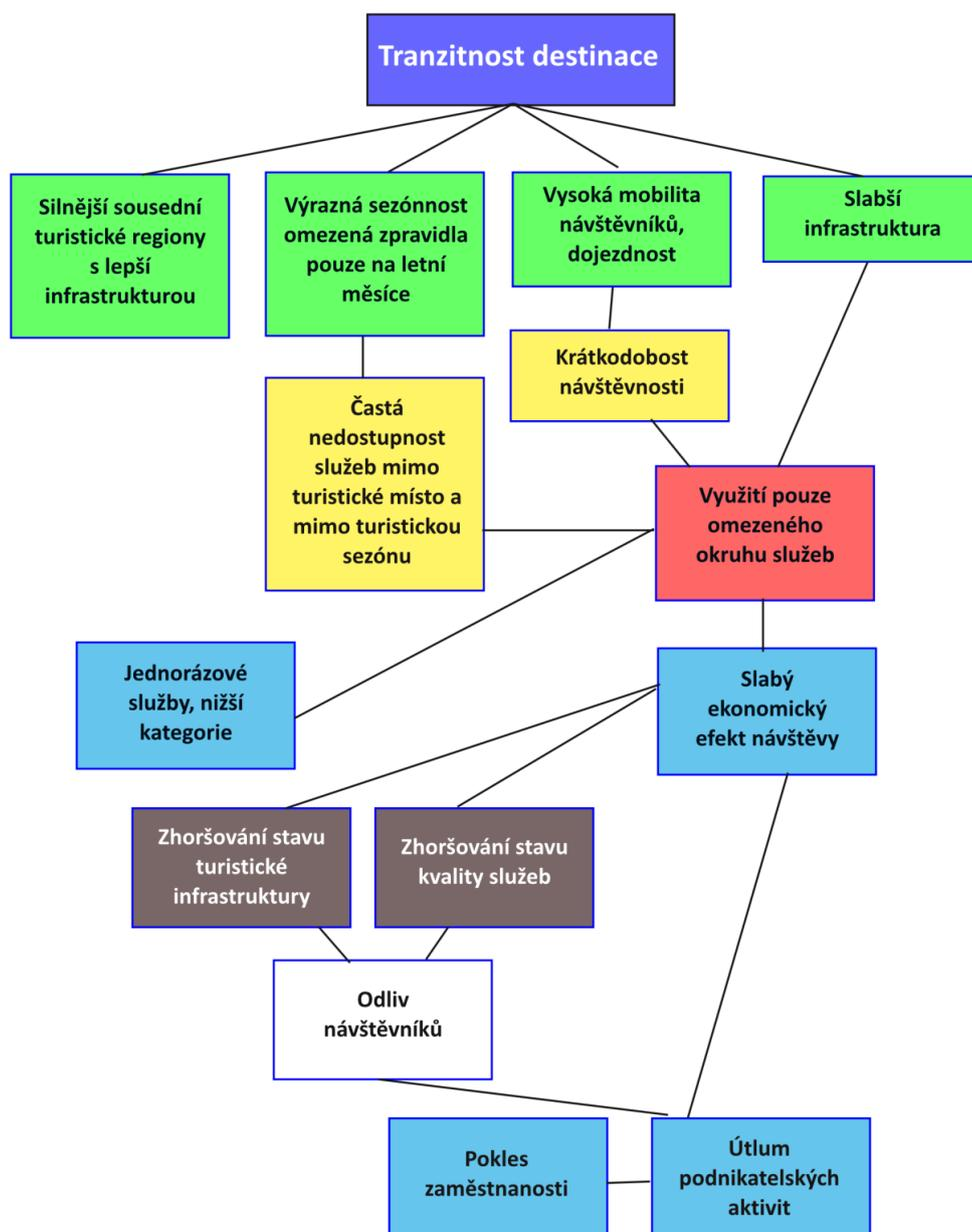 Tranzitnost destinace
Silnější sousední
turistické regiony
s lepší
infrastrukturou
Výrazná sezónnost
omezená zpravidla
pouze na letní
měsíce
Vysoká mobilita
návštěvníků,
dojezdnost
Slabší
infrastruktura
Krátkodobost
návštěvnosti
Častá
nedostupnost
služeb mimo
turistické místo a
mimo turistickou
sezónu
Využití pouze
omezeného
okruhu služeb
Jednorázové
služby, nižší
kategorie
Slabý
ekonomický
efekt návštěvy
Zhoršování stavu
turistické
infrastruktury
Zhoršování stavu
kvality služeb
Odliv
návštěvníků
Pokles
zaměstnanosti
Útlum
podnikatelských
aktivit